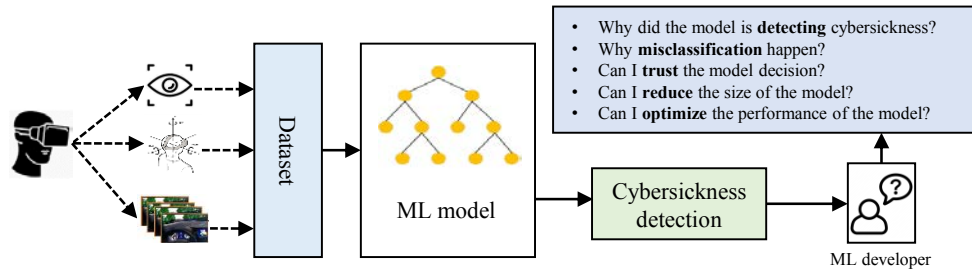 • Why did the model is detecting cybersickness?
• Why misclassification happen?
• Can I trust the model decision?
• Can I reduce the size of the model?
• Can I optimize the performance of the model?
Dataset
ML model
Cybersickness
detection
?
ML developer